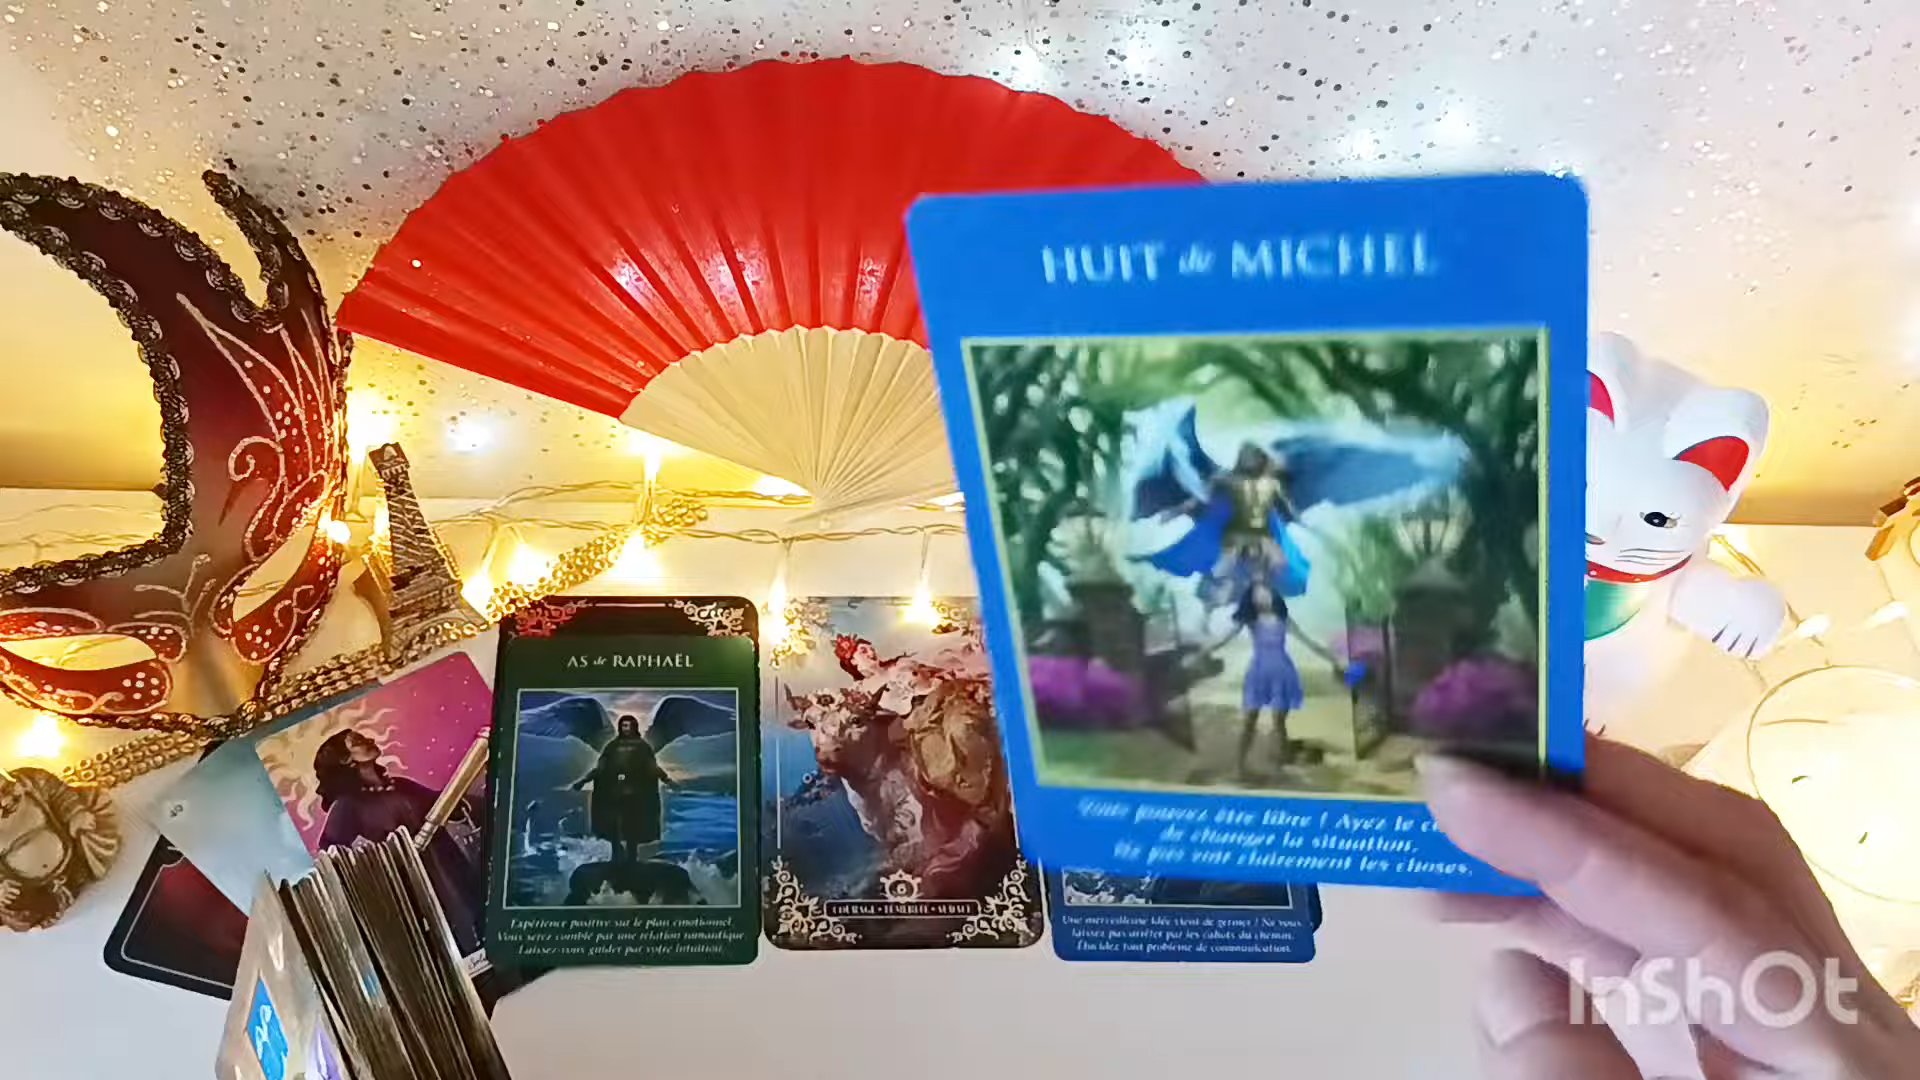 HUIT de MICHEL
Vous pouvez être libre ! Ayez le
de changer la situation.
Ne pas voir clairement les choses.
AS de RAPHAËL
Expérience positive sur le plan émotionnel.
Vous serez comblé par une relation romantique.
Laissez-vous guider par votre intuition.
6
COURAGE • TÉMÉRITÉ •
Une merveilleuse idée vient de germer ! Ne vous
laissez pas arrêter par les cahots du chemin.
Élucidez tout problème de communication.
40
InShOt